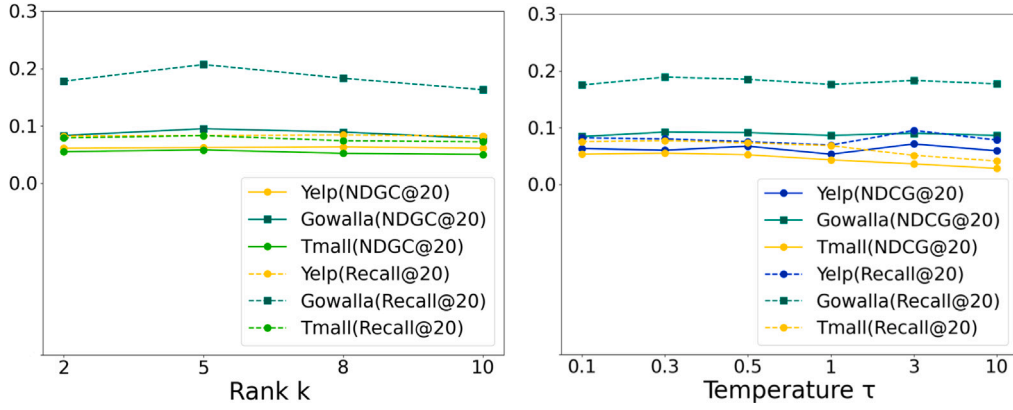 0.3
0.2
0.1
0.0
Yelp(NDGC@20)
Gowalla(NDGC@20)
Tmall(NDGC@20)
Yelp(Recall@20)
Gowalla(Recall@20)
Tmall(Recall@20)
2 5 8 10
Rank k
0.3
0.2
0.1
0.0
Yelp(NDCG@20)
Gowalla(NDCG@20)
Tmall(NDCG@20)
Yelp(Recall@20)
Gowalla(Recall@20)
Tmall(Recall@20)
0.1 0.3 0.5 1 3 10
Temperature τ